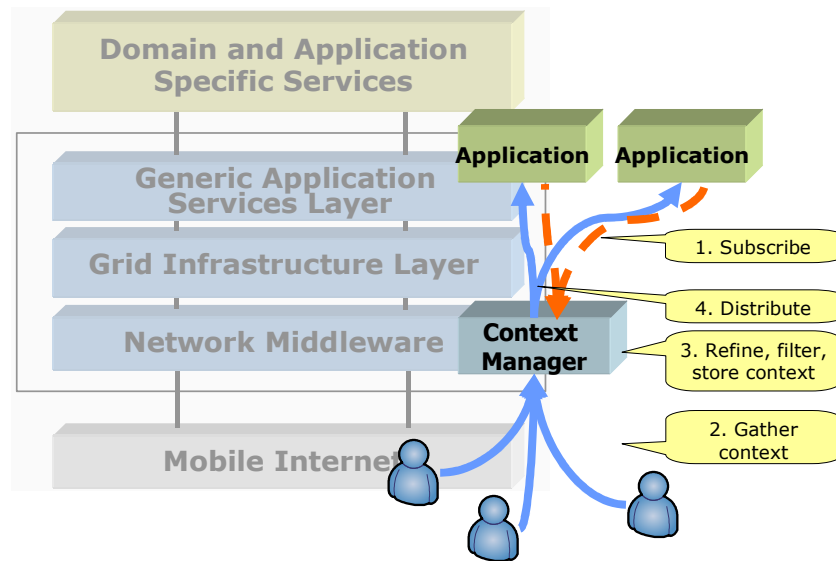 Domain and Application
Specific Services
Application
Application
Generic Application
Services Layer
1. Subscribe
Grid Infrastructure Layer
4. Distribute
Network Middleware
Context
Manager
3. Refine, filter,
store context
2. Gather
context
Mobile Internet